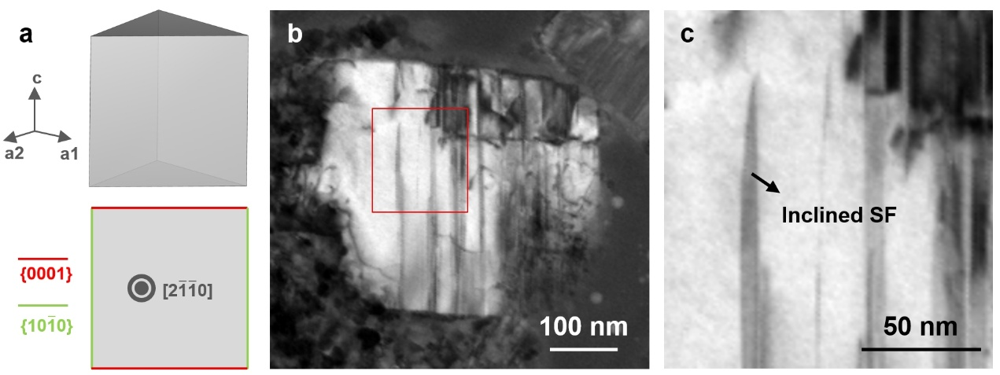 a
c
a2
a1
{0001}
{101̅0}
[21̅1̅0]
b
100 nm
c
Inclined SF
50 nm